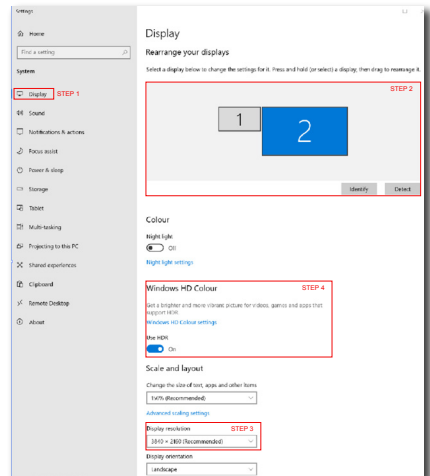 Settings
Home
Find a setting
System
Display STEP 1
Sound
Notifications & actions
Focus assist
Power & sleep
Storage
Tablet
Multi-tasking
Projecting to this PC
Shared experiences
Clipboard
Remote Desktop
About
Display
Rearrange your displays
Select a display below to change the settings for it. Press and hold (or select) a display, then drag to rearrange it.
STEP 2
1
2
Identify Detect
Colour
Night light
Off
Night light settings
Windows HD Colour STEP 4
Get a brighter and more vibrant picture for videos, games and apps that
support HDR.
Windows HD Colour settings
Use HDR
On
Scale and layout
Change the size of text, apps and other items
150% (Recommended)
Advanced scaling settings
Display resolution STEP 3
3840 × 2160 (Recommended)
Display orientation
Landscape